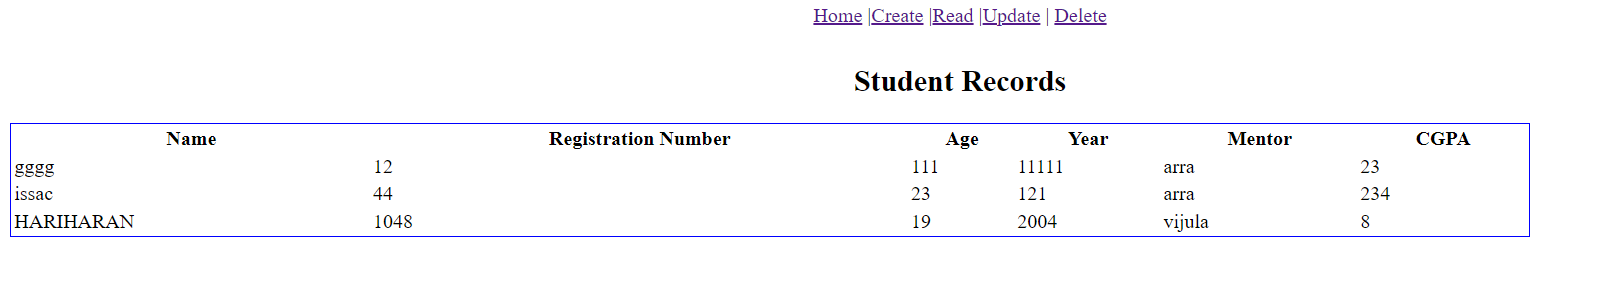 Home |Create |Read |Update | Delete
Student Records
Name Registration Number Age Year Mentor CGPA
gggg 12 111 11111 arra 23
issac 44 23 121 arra 234
HARIHARAN 1048 19 2004 vijula 8